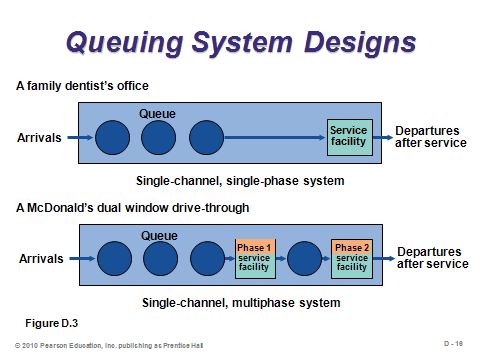 Queuing System Designs
A family dentist's office
Queue
Arrivals
Service
facility
Departures
after service
Single-channel, single-phase system
A McDonald's dual window drive-through
Queue
Arrivals
Phase 1
service
facility
Phase 2
service
facility
Departures
after service
Single-channel, multiphase system
Figure D.3
© 2010 Pearson Education, Inc. publishing as Prentice Hall
D - 16